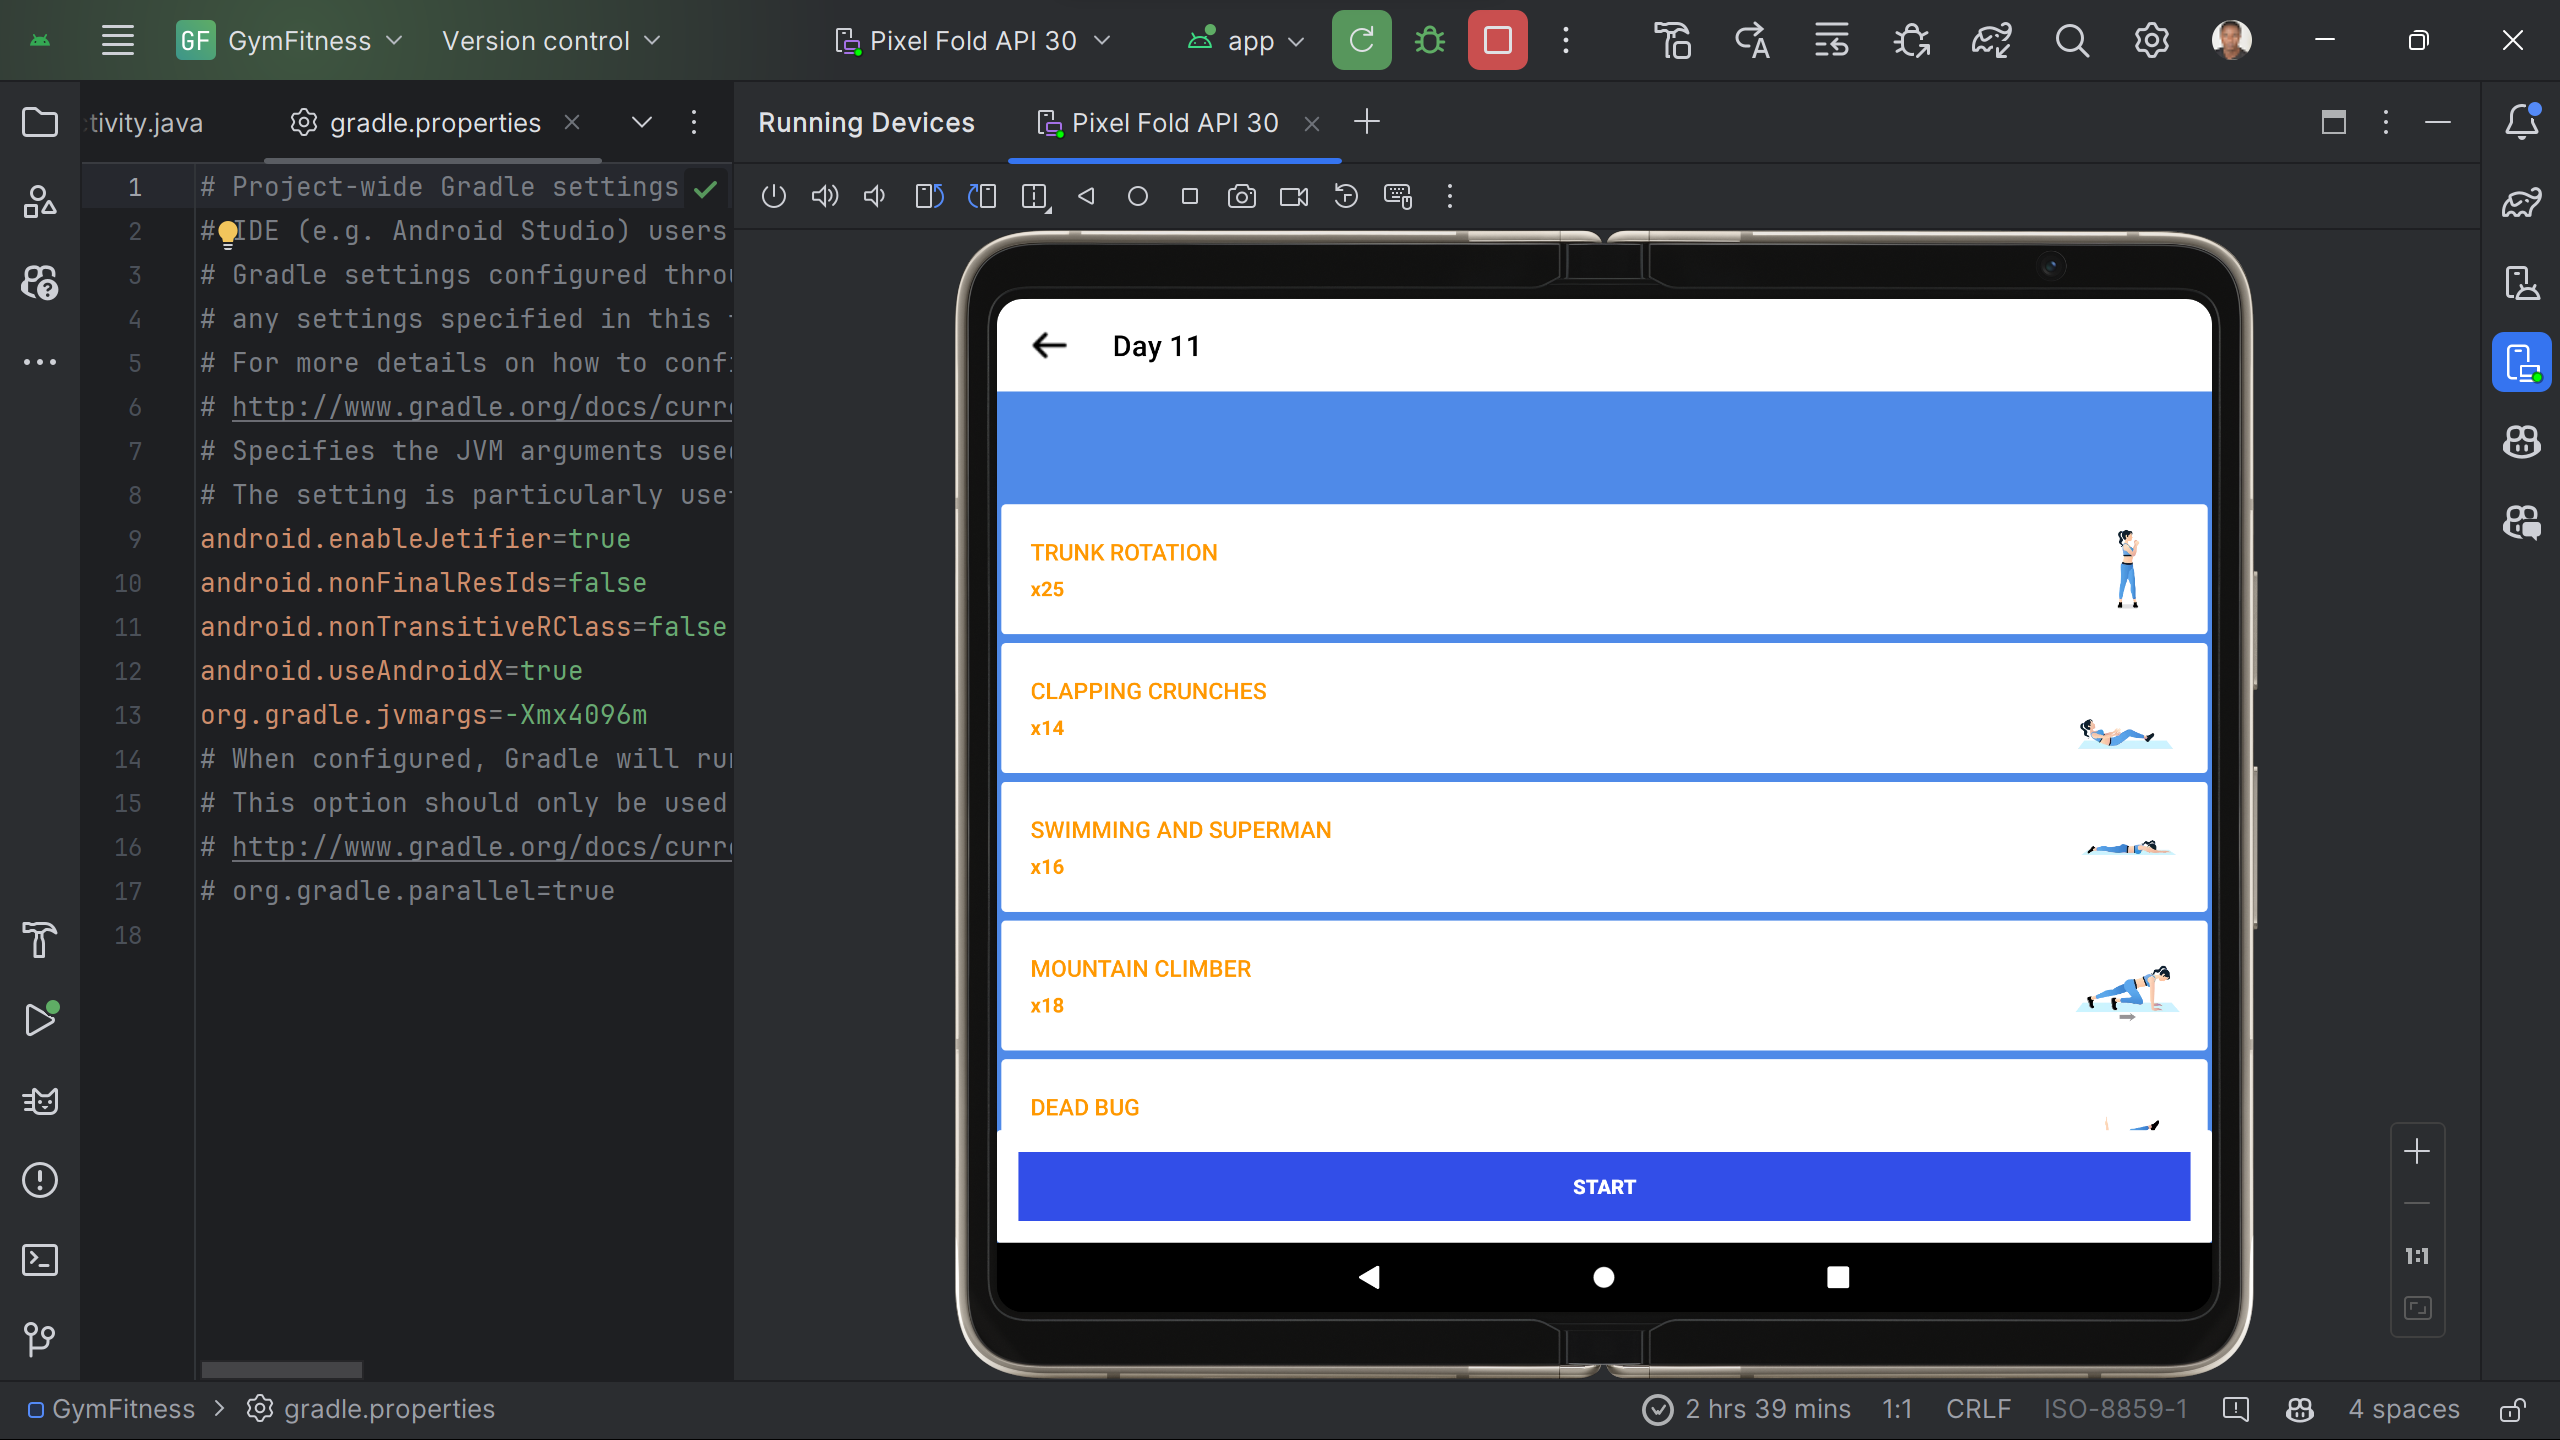 GF GymFitness
Version control
Pixel Fold API 30
app
tivity.java
gradle.properties
Running Devices
Pixel Fold API 30
1 # Project-wide Gradle settings
2 # IDE (e.g. Android Studio) users
3 # Gradle settings configured throu
4 # any settings specified in this
5 # For more details on how to conf
6 # http://www.gradle.org/docs/curr
7 # Specifies the JVM arguments use
8 # The setting is particularly use
9 android.enableJetifier=true
10 android.nonFinalResIds=false
11 android.nonTransitiveRClass=false
12 android.useAndroidX=true
13 org.gradle.jvmargs=-Xmx4096m
14 # When configured, Gradle will ru
15 # This option should only be used
16 # http://www.gradle.org/docs/curr
17 # org.gradle.parallel=true
18
Day 11
TRUNK ROTATION
x25
CLAPPING CRUNCHES
x14
SWIMMING AND SUPERMAN
x16
MOUNTAIN CLIMBER
x18
DEAD BUG
START
1:1
GymFitness > gradle.properties
2 hrs 39 mins
1:1
CRLF
ISO-8859-1
4 spaces